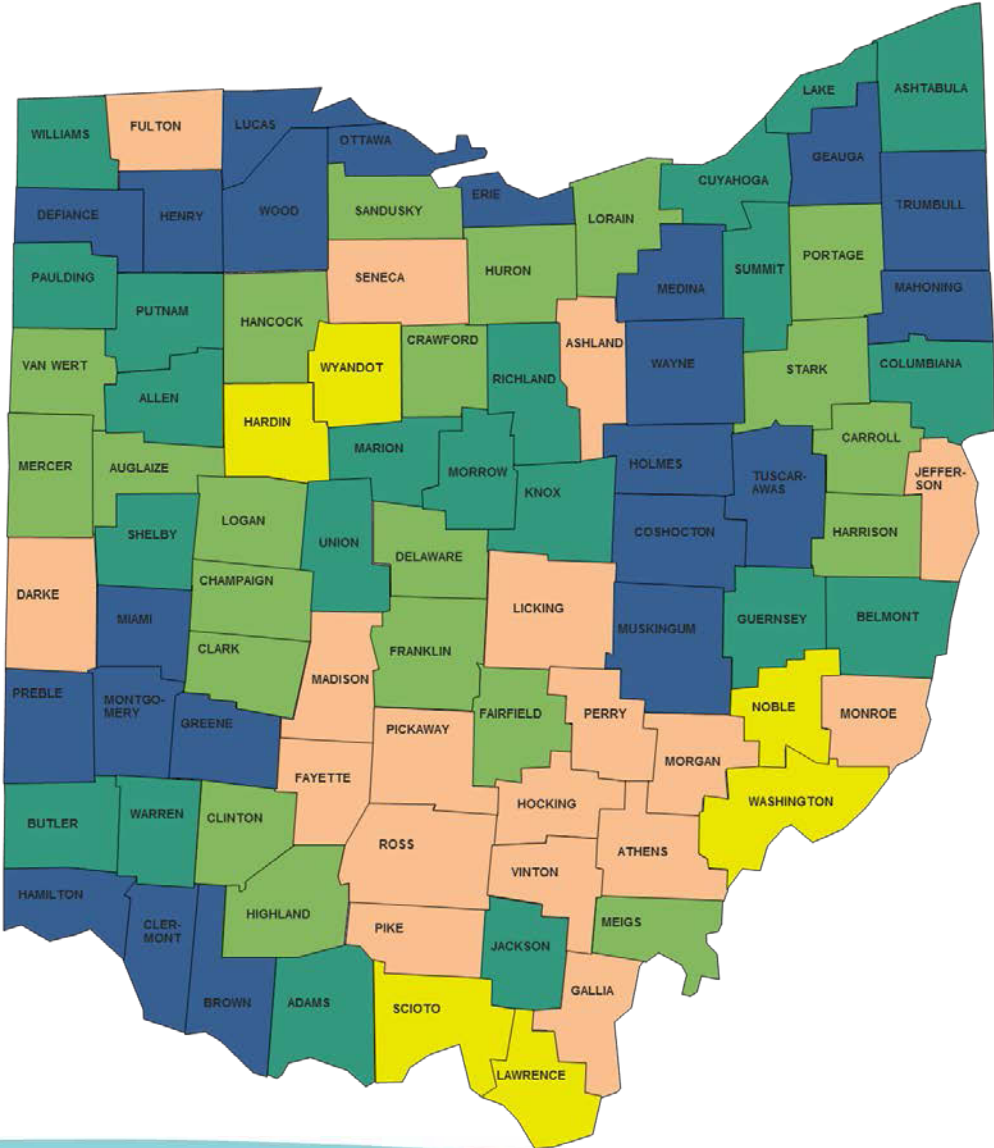 ASHTABULA
LAKE
LUCAS
FULTON
WILLIAMS
OTTAWA
GEAUGA
CUYAHOGA
ERIE
TRUMBULL
DEFIANCE
HENRY
WOOD
SANDUSKY
LORAIN
PORTAGE
SUMMIT
HURON
SENECA
PAULDING
MEDINA
MAHONING
PUTNAM
HANCOCK
CRAWFORD
ASHLAND
WAYNE
COLUMBIANA
VAN WERT
WYANDOT
STARK
RICHLAND
ALLEN
HARDIN
CARROLL
MARION
MERCER
AUGLAIZE
HOLMES
MORROW
JEFFER-
SON
TUSCAR-
AWAS
KNOX
LOGAN
SHELBY
UNION
COSHOCTON
HARRISON
DELAWARE
CHAMPAIGN
DARKE
LICKING
MIAMI
GUERNSEY
BELMONT
MUSKINGUM
CLARK
FRANKLIN
MADISON
PREBLE
MONTGO-
MERY
NOBLE
FAIRFIELD
PERRY
MONROE
GREENE
PICKAWAY
MORGAN
FAYETTE
WASHINGTON
HOCKING
WARREN
CLINTON
BUTLER
ROSS
ATHENS
VINTON
HAMILTON
HIGHLAND
MEIGS
CLER-
MONT
PIKE
JACKSON
GALLIA
BROWN
ADAMS
SCIOTO
LAWRENCE